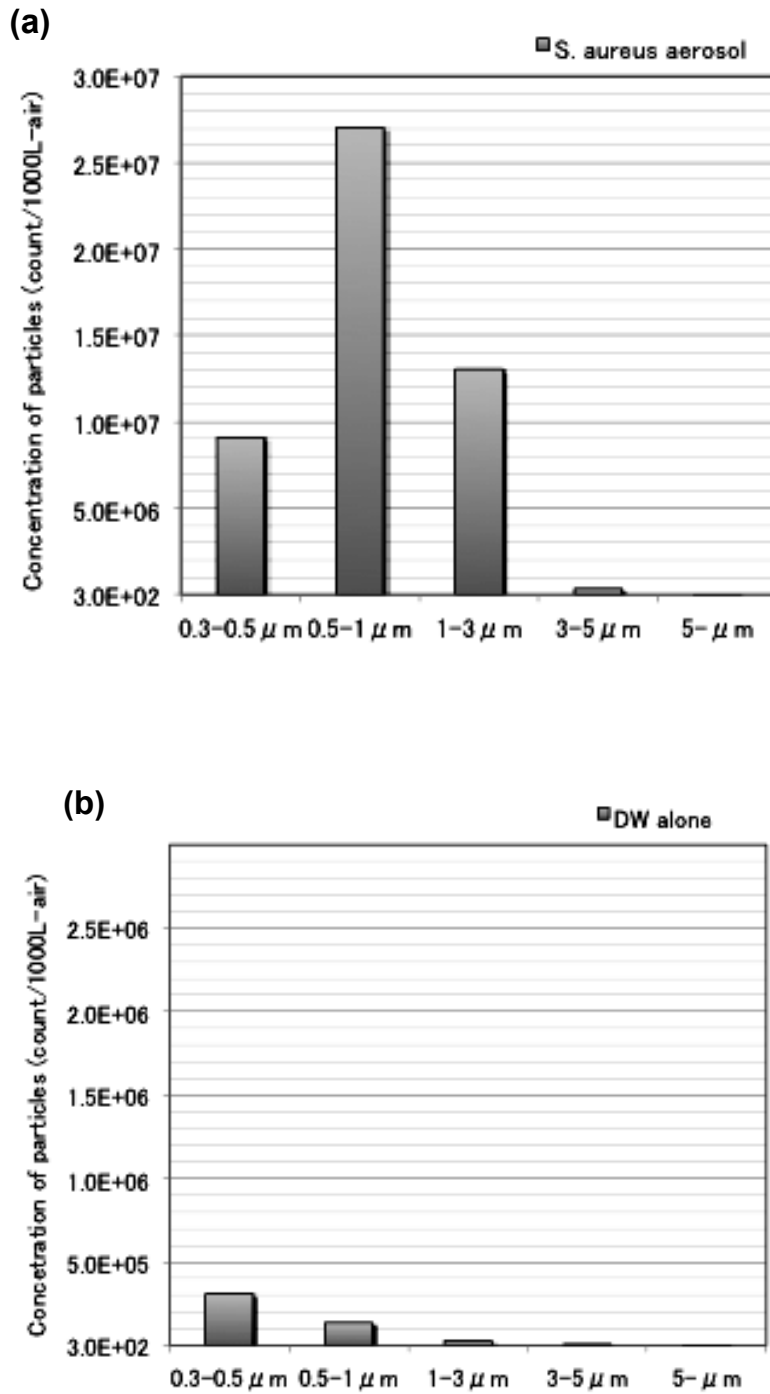 (a)
S. aureus aerosol
Concentration of particles (count/1000L-air)
3.0E+07
2.5E+07
2.0E+07
1.5E+07
1.0E+07
5.0E+06
3.0E+02
0.3-0.5 μ m 0.5-1 μ m 1-3 μ m 3-5 μ m 5- μ m
(b)
DW alone
Concetration of particles (count/1000L-air)
2.5E+06
2.0E+06
1.5E+06
1.0E+06
5.0E+05
3.0E+02
0.3-0.5 μ m 0.5-1 μ m 1-3 μ m 3-5 μ m 5- μ m